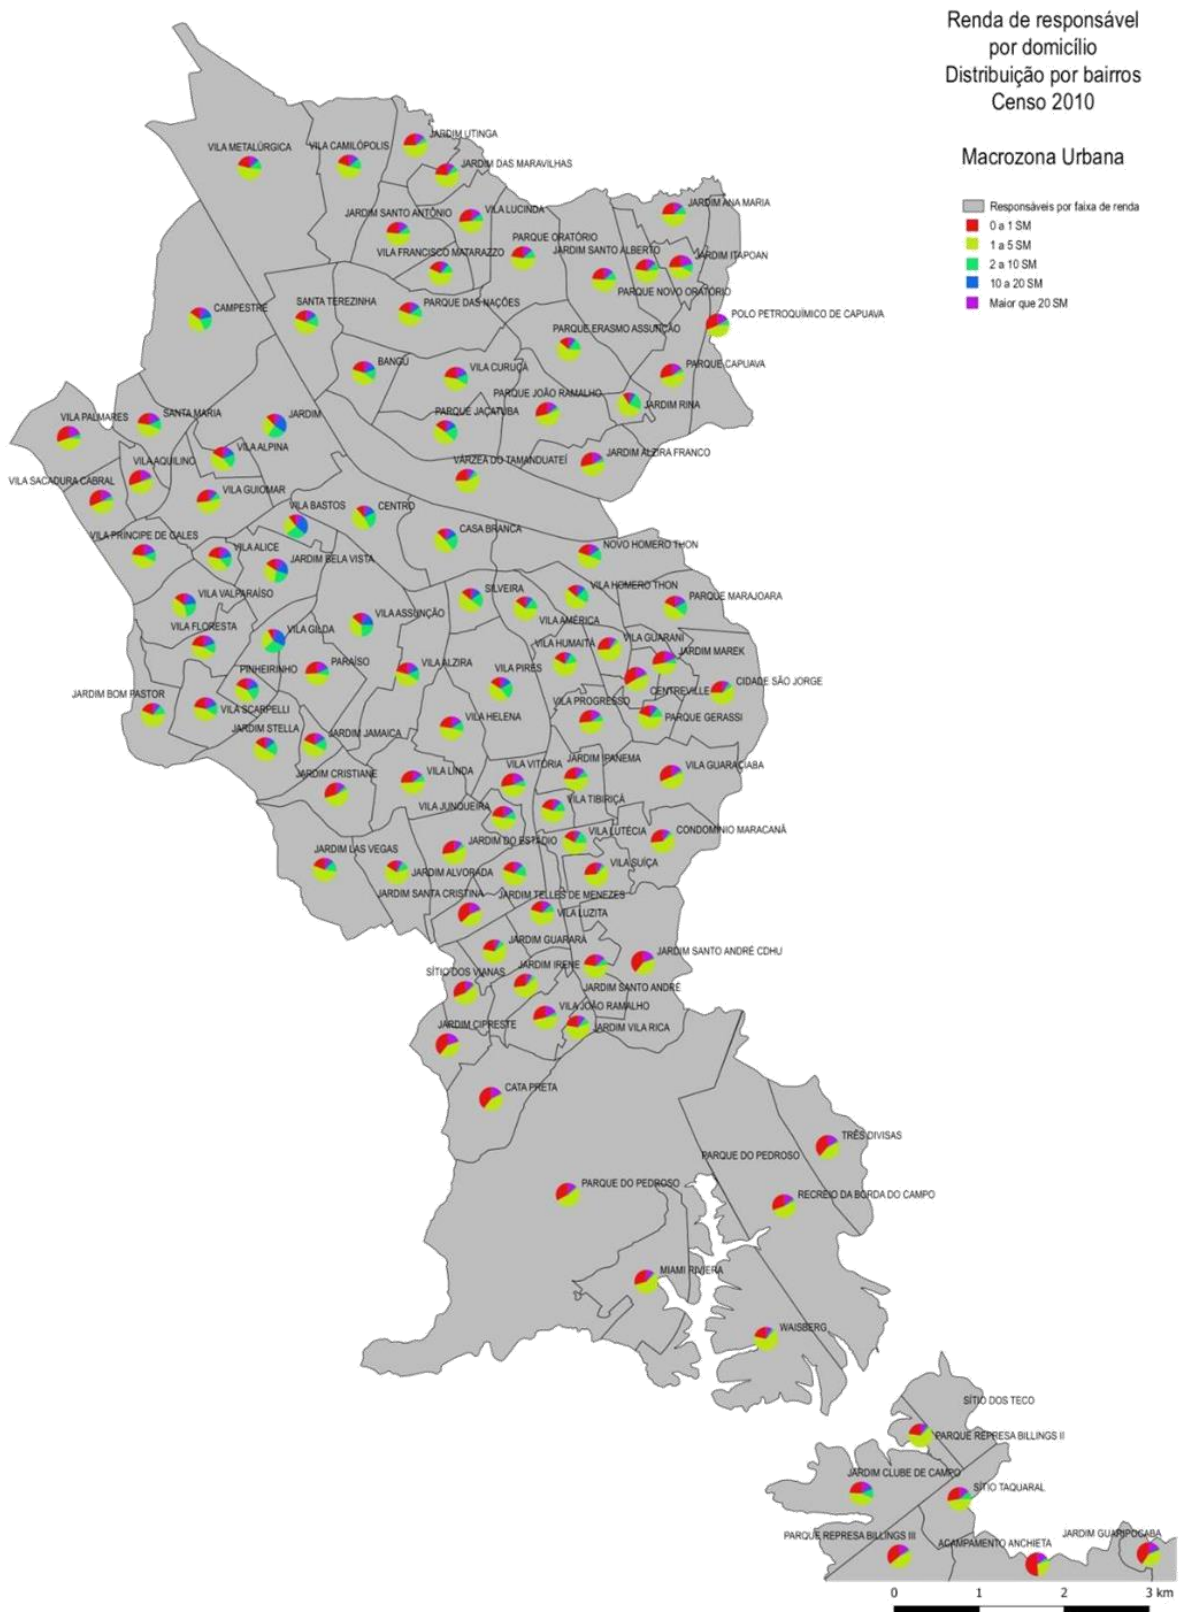 Renda de responsável
por domicílio
Distribuição por bairros
Censo 2010
Macrozona Urbana
Responsáveis por faixa de renda
0 a 1 SM
1 a 5 SM
2 a 10 SM
10 a 20 SM
Maior que 20 SM
JARDIM UTINGA
VILA METALÚRGICA
VILA CAMILÓPOLIS
JARDIM DAS MARAVILHAS
JARDIM ANA MARIA
JARDIM SANTO ANTÔNIO
VILA LUCINDA
PARQUE ORATÓRIO
VILA FRANCISCO MATARAZZO
JARDIM SANTO ALBERTO
JARDIM ITAPOAN
PARQUE NOVO ORATÓRIO
CAMPESTRE
SANTA TEREZINHA
PARQUE DAS NAÇÕES
POLO PETROQUÍMICO DE CAPUAVA
PARQUE ERASMO ASSUNÇÃO
BANGÚ
VILA CURUÇÁ
PARQUE CAPUAVA
PARQUE JOÃO RAMALHO
JARDIM RINA
VILA PALMARES
SANTA MARIA
JARDIM
PARQUE JAÇATUBA
VILA ALPINA
VILA AQUILINO
VÁRZEA DO TAMANDUATEÍ
JARDIM ALZIRA FRANCO
VILA SACADURA CABRAL
VILA GUIOMAR
VILA BASTOS
CENTRO
CASA BRANCA
VILA PRÍNCIPE DE GALES
VILA ALICE
JARDIM BELA VISTA
NOVO HOMERO THON
VILA VALPARAÍSO
SILVEIRA
VILA HOMERO THON
PARQUE MARAJOARA
VILA FLORESTA
VILA GILDA
VILA ASSUNÇÃO
VILA AMÉRICA
VILA HUMAITÁ
VILA GUARANI
JARDIM MAREK
PINHEIRINHO
PARAÍSO
VILA ALZIRA
VILA PIRES
CENTREVILLE
CIDADE SÃO JORGE
JARDIM BOM PASTOR
VILA SCARPELLI
VILA PROGRESSO
PARQUE GERASSI
JARDIM STELLA
JARDIM JAMAICA
VILA HELENA
JARDIM CRISTIANE
VILA LINDA
VILA VITÓRIA
JARDIM IPANEMA
VILA GUARACIABA
VILA JUNQUEIRA
VILA TIBIRIÇÁ
JARDIM LAS VEGAS
JARDIM DO ESTÁDIO
VILA LUTÉCIA
CONDOMÍNIO MARACANÃ
JARDIM ALVORADA
VILA SUÍÇA
JARDIM SANTA CRISTINA
JARDIM TELLES DE MENEZES
VILA LUZITA
JARDIM GUARARÁ
JARDIM SANTO ANDRÉ CDHU
SÍTIO DOS VIANAS
JARDIM IRENE
JARDIM SANTO ANDRÉ
VILA JOÃO RAMALHO
JARDIM CIPRESTE
JARDIM VILA RICA
CATA PRETA
TRÊS DIVISAS
PARQUE DO PEDROSO
PARQUE DO PEDROSO
RECREIO DA BORDA DO CAMPO
MIAMI RIVIERA
WAISBERG
SÍTIO DOS TECO
PARQUE REPRESA BILLINGS II
JARDIM CLUBE DE CAMPO
SÍTIO TAQUARAL
PARQUE REPRESA BILLINGS III
ACAMPAMENTO ANCHIETA
JARDIM GUARIPOCABA
0 1 2 3 km